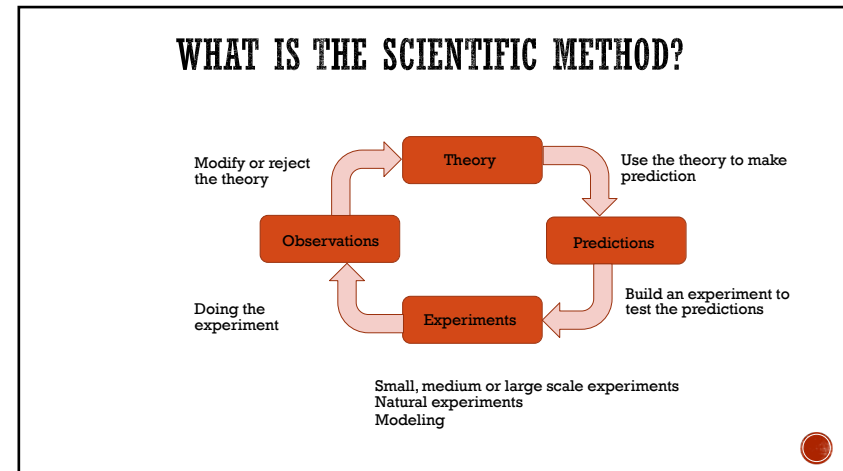 WHAT IS THE SCIENTIFIC METHOD?
Theory
Use the theory to make
prediction
Predictions
Build an experiment to
test the predictions
Experiments
Small, medium or large scale experiments
Natural experiments
Modeling
Doing the
experiment
Observations
Modify or reject
the theory